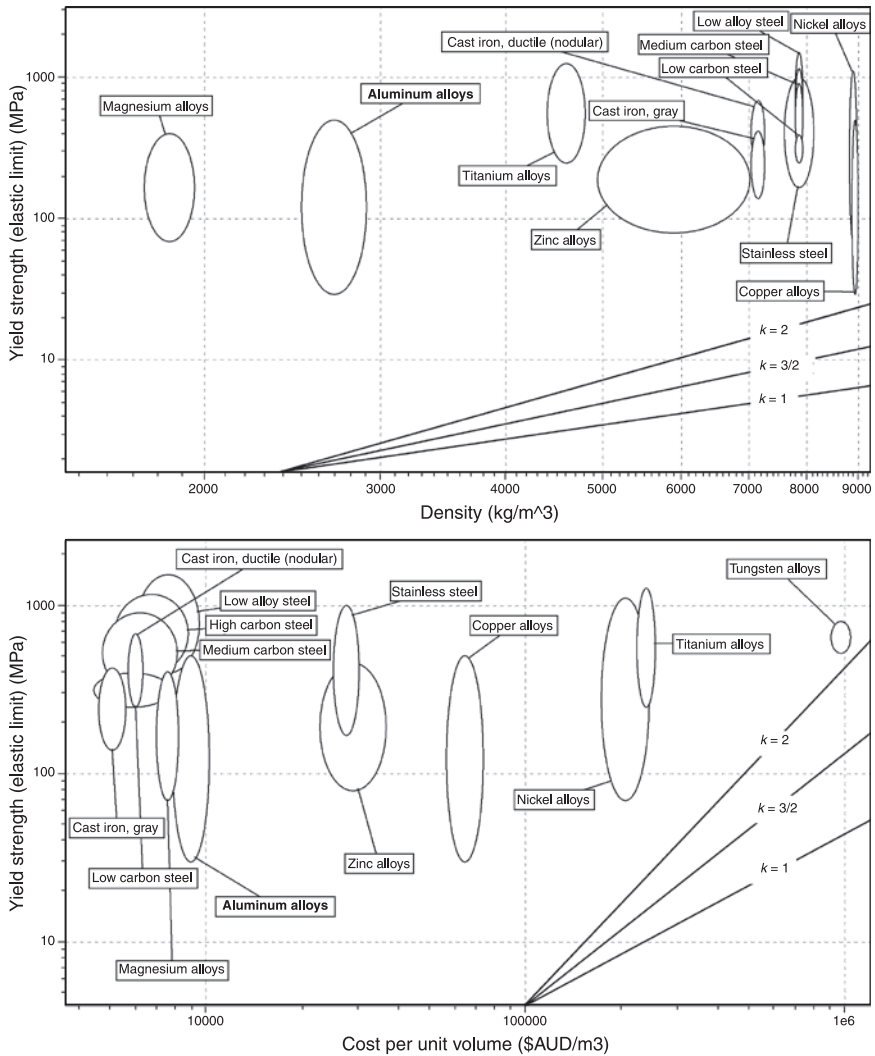 Low alloy steel
Nickel alloys
Cast iron, ductile (nodular)
Medium carbon steel
Low carbon steel
Aluminum alloys
Magnesium alloys
Cast iron, gray
Titanium alloys
Zinc alloys
Stainless steel
Copper alloys
k = 2
k = 3/2
k = 1
1000
100
10
Yield strength (elastic limit) (MPa)
2000
3000
4000
5000
6000
7000
8000
9000
Density (kg/m^3)
Cast iron, ductile (nodular)
Tungsten alloys
Stainless steel
Low alloy steel
High carbon steel
Copper alloys
Medium carbon steel
Titanium alloys
k = 2
Nickel alloys
k = 3/2
Cast iron, gray
Zinc alloys
k = 1
Low carbon steel
Aluminum alloys
Magnesium alloys
1000
100
10
Yield strength (elastic limit) (MPa)
10000
100000
1e6
Cost per unit volume ($AUD/m3)